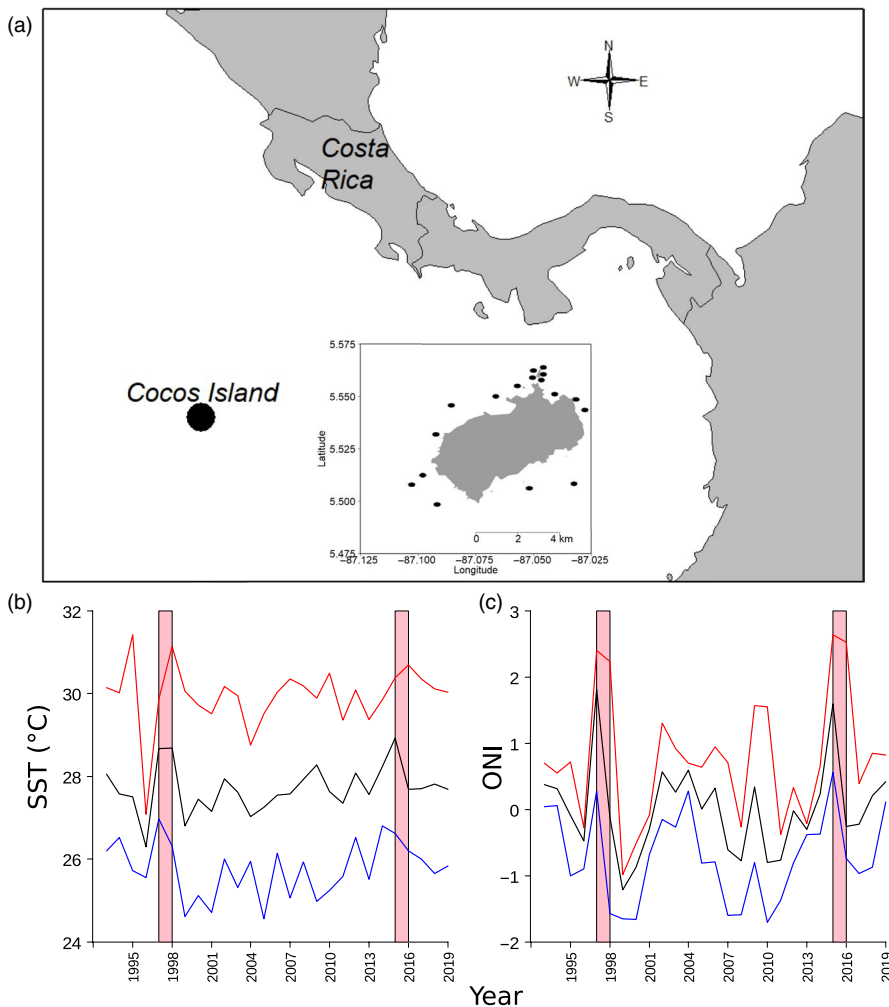 (a)
N
W E
S
Costa
Rica
Cocos Island
5.575
5.550
5.525
5.500
5.475
Latitude
0 2 4 km
−87.125 −87.100 −87.075 −87.050 −87.025
Longitude
(b)
32
30
28
26
24
SST (°C)
1995 1998 2001 2004 2007 2010 2013 2016 2019
(c)
3
2
1
0
−1
−2
ONI
1995 1998 2001 2004 2007 2010 2013 2016 2019
Year